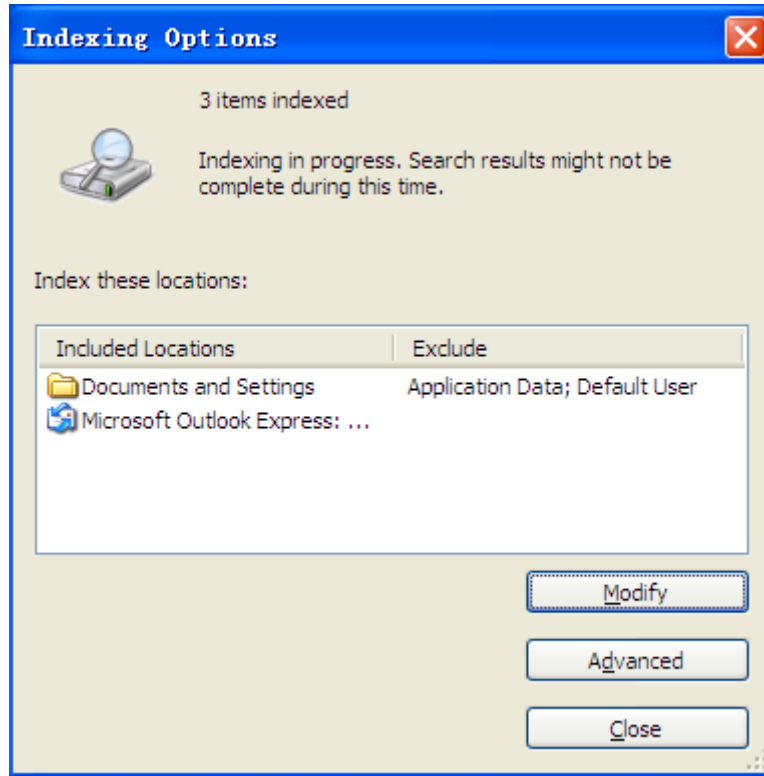 Indexing Options
3 items indexed
Indexing in progress. Search results might not be
complete during this time.
Index these locations:
Included Locations Exclude
Documents and Settings Application Data; Default User
Microsoft Outlook Express: ...
Modify
Advanced
Close